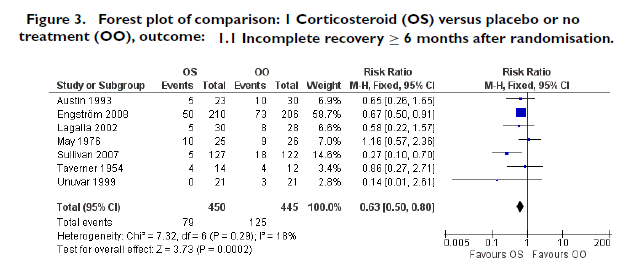 Figure 3. Forest plot of comparison: 1 Corticosteroid (OS) versus placebo or no
treatment (OO), outcome: 1.1 Incomplete recovery ≥ 6 months after randomisation.
OS OO Risk Ratio Risk Ratio
Study or Subgroup Events Total Events Total Weight M-H, Fixed, 95% CI M-H, Fixed, 95% CI
Austin 1993 5 23 10 30 6.9% 0.65 [0.26, 1.65]
Engström 2008 50 210 73 206 58.7% 0.67 [0.50, 0.91]
Lagalla 2002 5 30 8 28 6.6% 0.58 [0.22, 1.57]
May 1976 10 25 9 26 7.0% 1.16 [0.57, 2.36]
Sullivan 2007 5 127 18 122 14.6% 0.27 [0.10, 0.70]
Taverner 1954 4 14 4 12 3.4% 0.86 [0.27, 2.71]
Unuvar 1999 0 21 3 21 2.8% 0.14 [0.01, 2.61]
Total (95% CI) 450 445 100.0% 0.63 [0.50, 0.80]
Total events 79 125
Heterogeneity: Chi² = 7.32, df = 6 (P = 0.29); I² = 18%
Test for overall effect: Z = 3.73 (P = 0.0002)
0.005 0.1 1 10 200
Favours OS Favours OO